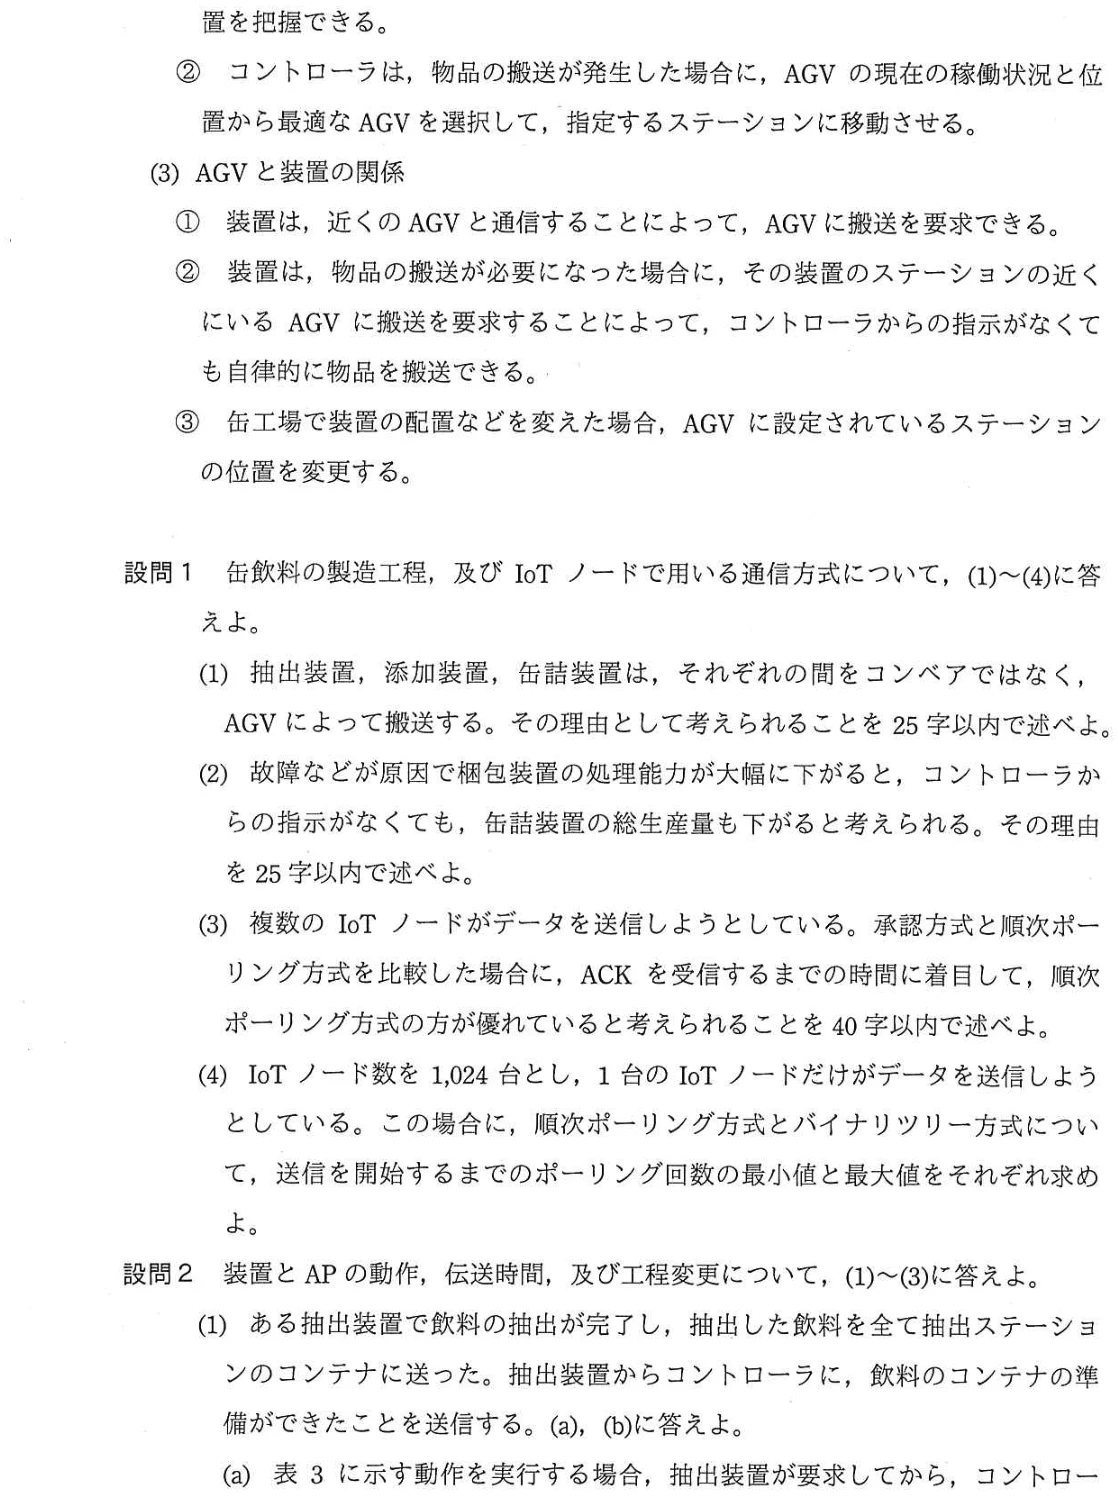 置を把握できる。
② コントローラは，物品の搬送が発生した場合に，AGV の現在の稼働状況と位
置から最適な AGV を選択して，指定するステーションに移動させる。
(3) AGV と装置の関係
① 装置は，近くの AGV と通信することによって，AGV に搬送を要求できる。
② 装置は，物品の搬送が必要になった場合に，その装置のステーションの近く
にいる AGV に搬送を要求することによって，コントローラからの指示がなくて
も自律的に物品を搬送できる。
③ 缶工場で装置の配置などを変えた場合，AGV に設定されているステーション
の位置を変更する。
設問1 缶飲料の製造工程，及び IoT ノードで用いる通信方式について，(1)～(4)に答
えよ。
(1) 抽出装置，添加装置，缶詰装置は，それぞれの間をコンベアではなく，
AGV によって搬送する。その理由として考えられることを 25 字以内で述べよ。
(2) 故障などが原因で梱包装置の処理能力が大幅に下がると，コントローラか
らの指示がなくても，缶詰装置の総生産量も下がると考えられる。その理由
を 25 字以内で述べよ。
(3) 複数の IoT ノードがデータを送信しようとしている。承認方式と順次ポー
リング方式を比較した場合に，ACK を受信するまでの時間に着目して，順次
ポーリング方式の方が優れていると考えられることを 40 字以内で述べよ。
(4) IoT ノード数を 1,024 台とし，1 台の IoT ノードだけがデータを送信しよう
としている。この場合に，順次ポーリング方式とバイナリツリー方式につい
て，送信を開始するまでのポーリング回数の最小値と最大値をそれぞれ求め
よ。
設問2 装置と AP の動作，伝送時間，及び工程変更について，(1)～(3)に答えよ。
(1) ある抽出装置で飲料の抽出が完了し，抽出した飲料を全て抽出ステーショ
ンのコンテナに送った。抽出装置からコントローラに，飲料のコンテナの準
備ができたことを送信する。(a)，(b)に答えよ。
(a) 表 3 に示す動作を実行する場合，抽出装置が要求してから，コントロー